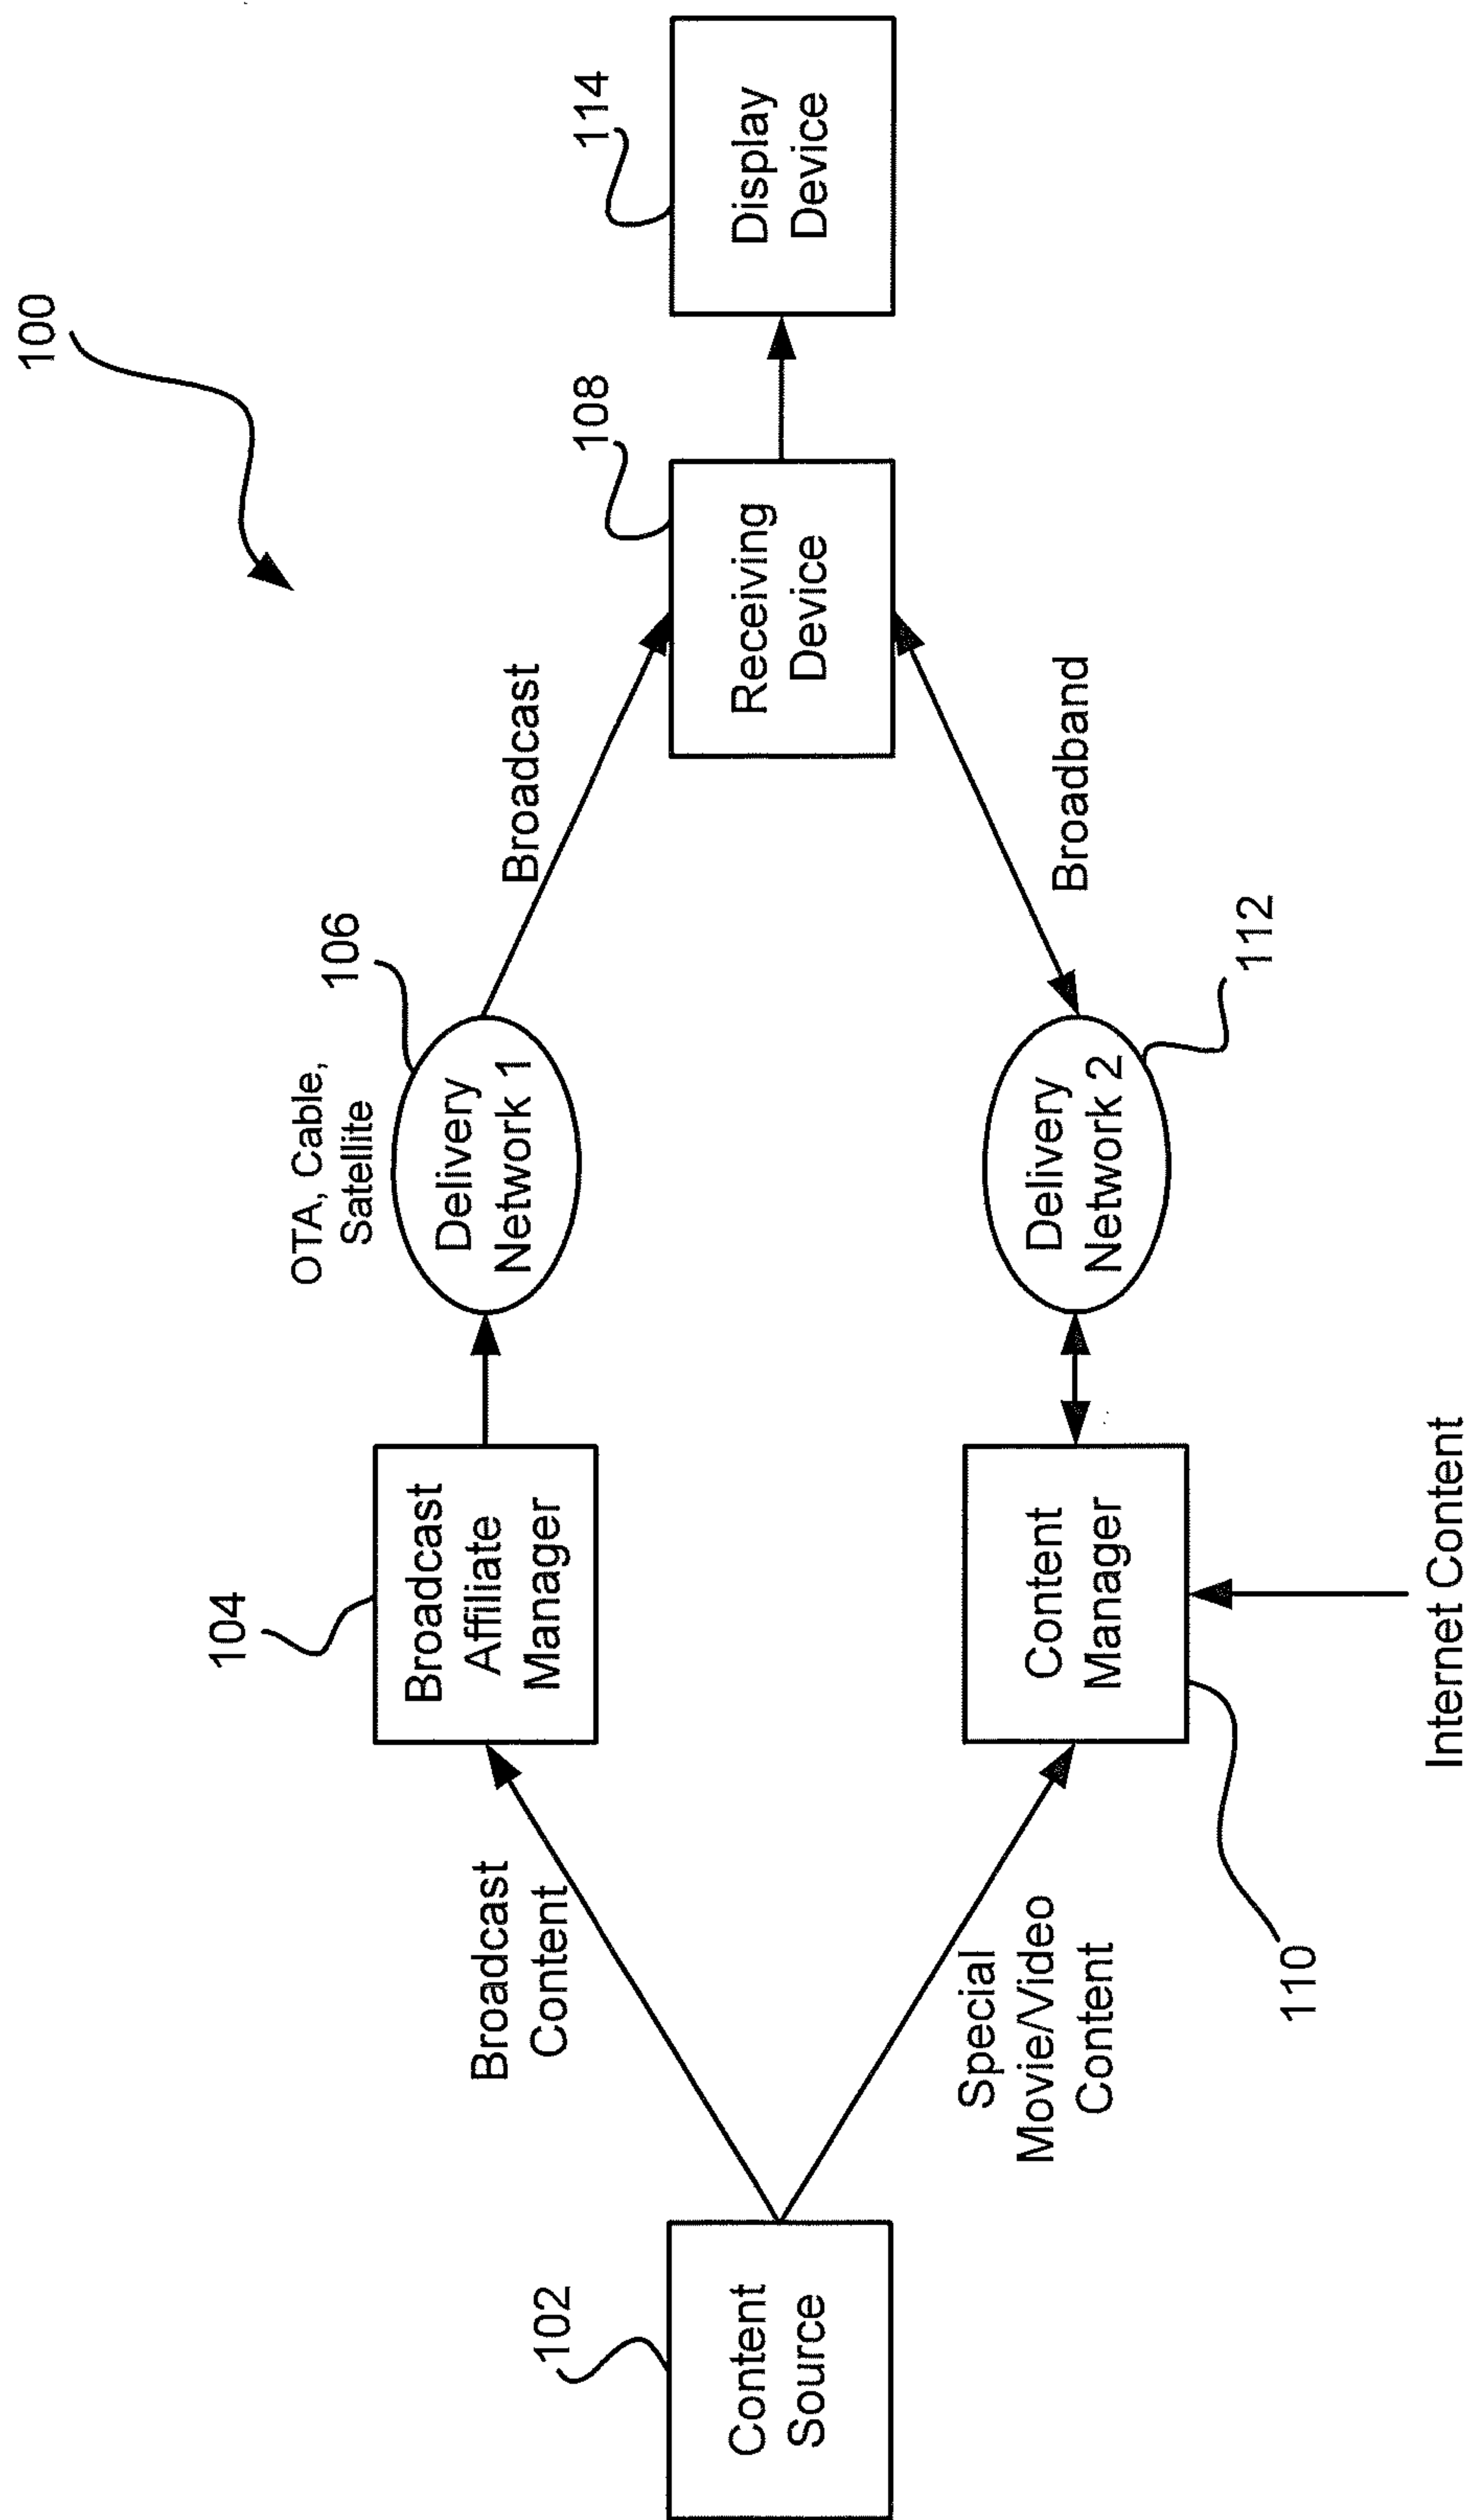 100
OTA, Cable,
Satellite
106
104
Broadcast
Affiliate
Manager
Delivery
Network 1
Broadcast
Broadcast
Content
102
Content
Source
108
Receiving
Device
114
Display
Device
Special
Movie/Video
Content
Content
Manager
110
Delivery
Network 2
112
Broadband
Internet Content